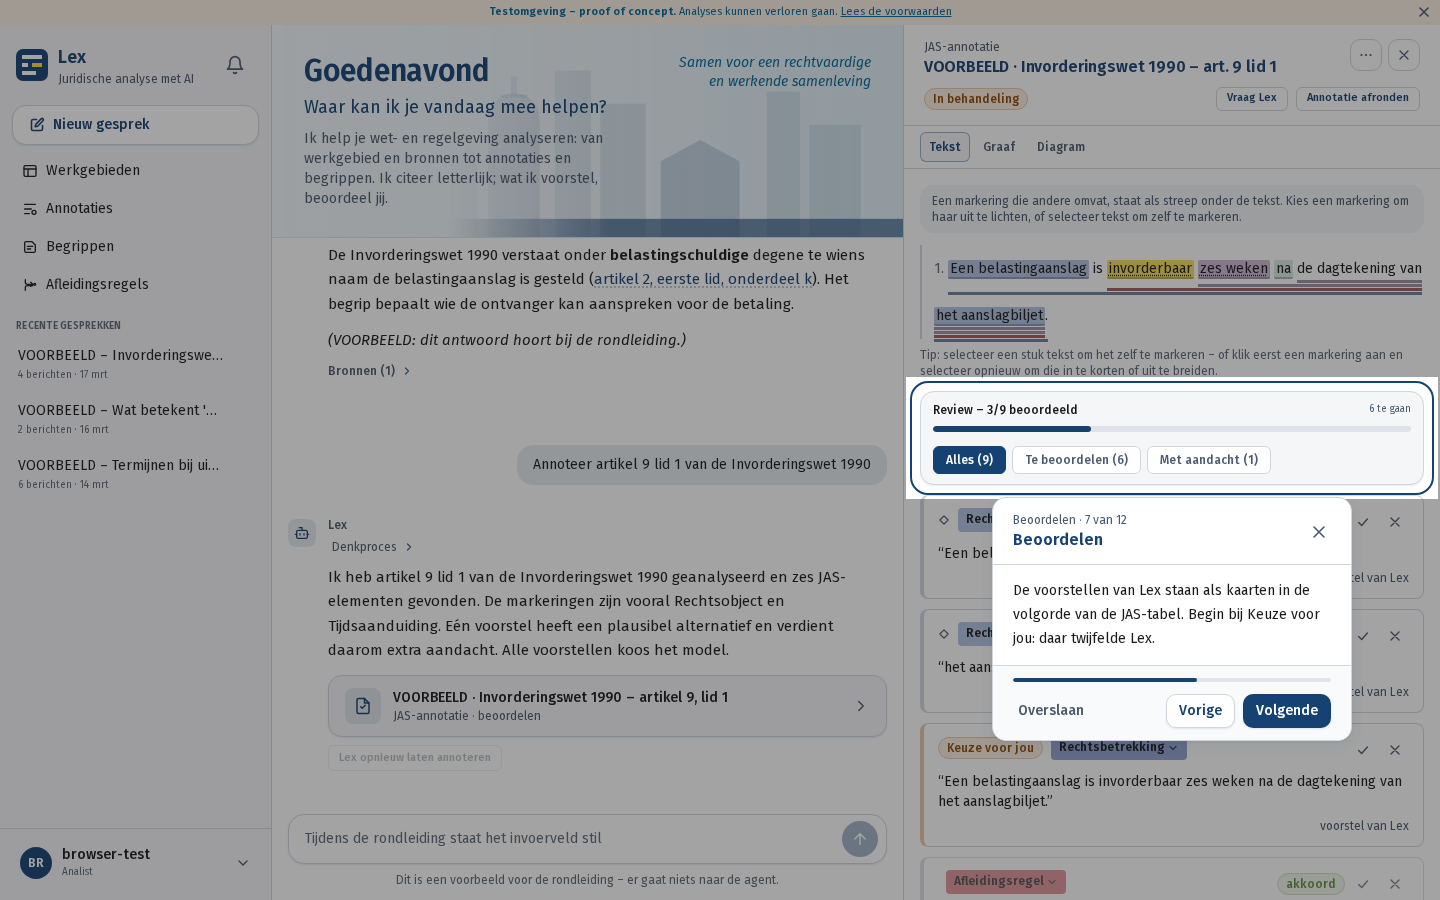 Testomgeving – proof of concept. Analyses kunnen verloren gaan. Lees de voorwaarden
Lex
Juridische analyse met AI
Nieuw gesprek
Werkgebieden
Annotaties
Begrippen
Afleidingsregels
RECENTE GESPREKKEN
VOORBEELD – Invorderingswe…
4 berichten · 17 mrt
VOORBEELD – Wat betekent '…
2 berichten · 16 mrt
VOORBEELD – Termijnen bij ui…
6 berichten · 14 mrt
BR
browser-test
Analist
Goedenavond
Waar kan ik je vandaag mee helpen?
Ik help je wet- en regelgeving analyseren: van
werkgebied en bronnen tot annotaties en
begrippen. Ik citeer letterlijk; wat ik voorstel,
beoordeel jij.
Samen voor een rechtvaardige
en werkende samenleving
De Invorderingswet 1990 verstaat onder belastingschuldige degene te wiens
naam de belastingaanslag is gesteld (artikel 2, eerste lid, onderdeel k). Het
begrip bepaalt wie de ontvanger kan aanspreken voor de betaling.
(VOORBEELD: dit antwoord hoort bij de rondleiding.)
Bronnen (1)
Annoteer artikel 9 lid 1 van de Invorderingswet 1990
Lex
Denkproces
Ik heb artikel 9 lid 1 van de Invorderingswet 1990 geanalyseerd en zes JAS-
elementen gevonden. De markeringen zijn vooral Rechtsobject en
Tijdsaanduiding. Eén voorstel heeft een plausibel alternatief en verdient
daarom extra aandacht. Alle voorstellen koos het model.
VOORBEELD · Invorderingswet 1990 – artikel 9, lid 1
JAS-annotatie · beoordelen
Lex opnieuw laten annoteren
Tijdens de rondleiding staat het invoerveld stil
Dit is een voorbeeld voor de rondleiding – er gaat niets naar de agent.
JAS-annotatie
VOORBEELD · Invorderingswet 1990 – art. 9 lid 1
In behandeling
Vraag Lex
Annotatie afronden
Tekst
Graaf
Diagram
Een markering die andere omvat, staat als streep onder de tekst. Kies een markering om
haar uit te lichten, of selecteer tekst om zelf te markeren.
1. Een belastingaanslag is invorderbaar zes weken na de dagtekening van
het aanslagbiljet.
Tip: selecteer een stuk tekst om het zelf te markeren – of klik eerst een markering aan en
selecteer opnieuw om die in te korten of uit te breiden.
Review – 3/9 beoordeeld
6 te gaan
Alles (9)
Te beoordelen (6)
Met aandacht (1)
Rech
“Een bel
tel van Lex
Beoordelen · 7 van 12
Beoordelen
De voorstellen van Lex staan als kaarten in de
volgorde van de JAS-tabel. Begin bij Keuze voor
jou: daar twijfelde Lex.
Overslaan
Vorige
Volgende
Rech
“het aan
el van Lex
Keuze voor jou
Rechtsbetrekking
“Een belastingaanslag is invorderbaar zes weken na de dagtekening van
het aanslagbiljet.”
voorstel van Lex
Afleidingsregel
akkoord